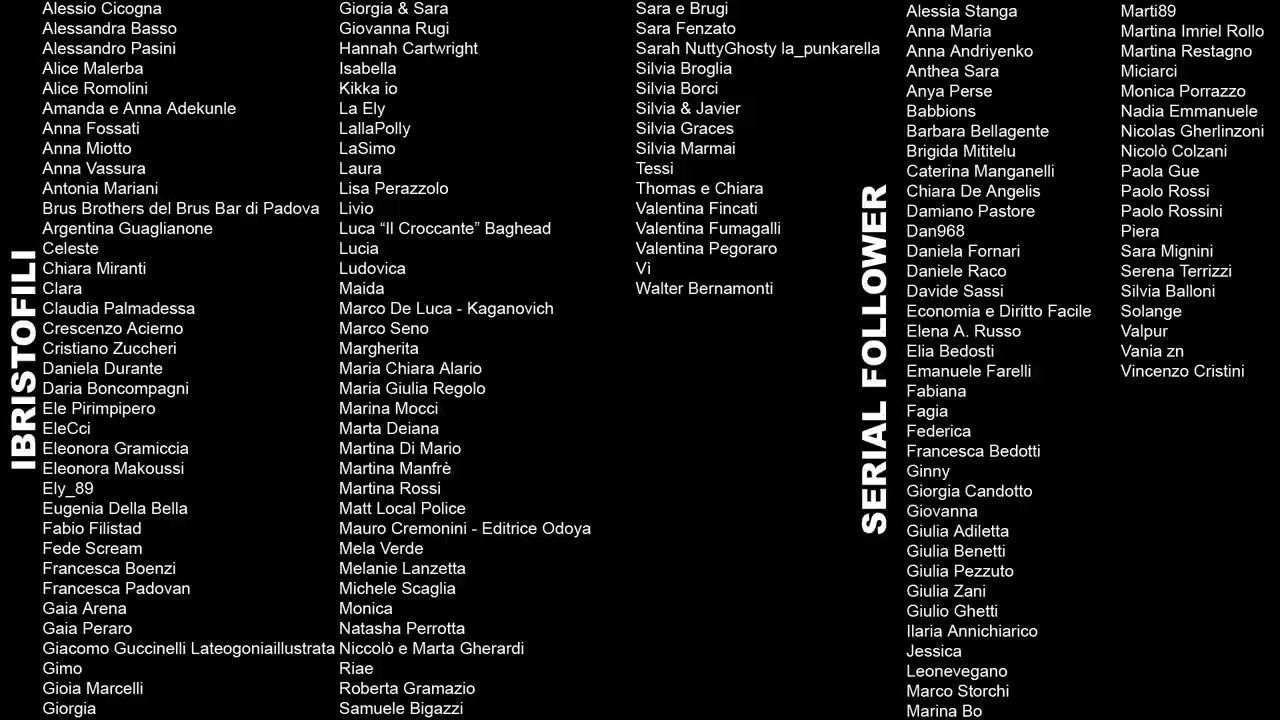 IBRISTOFILI
Alessio Cicogna
Alessandra Basso
Alessandro Pasini
Alice Malerba
Alice Romolini
Amanda e Anna Adekunle
Anna Fossati
Anna Miotto
Anna Vassura
Antonia Mariani
Brus Brothers del Brus Bar di Padova
Argentina Guaglianone
Celeste
Chiara Miranti
Clara
Claudia Palmadessa
Crescenzo Acierno
Cristiano Zuccheri
Daniela Durante
Daria Boncompagni
Ele Pirimpipero
EleCci
Eleonora Gramiccia
Eleonora Makoussi
Ely_89
Eugenia Della Bella
Fabio Filistad
Fede Scream
Francesca Boenzi
Francesca Padovan
Gaia Arena
Gaia Peraro
Giacomo Guccinelli Lateogoniaillustrata
Gimo
Gioia Marcelli
Giorgia
Giorgia & Sara
Giovanna Rugi
Hannah Cartwright
Isabella
Kikka io
La Ely
LallaPolly
LaSimo
Laura
Lisa Perazzolo
Livio
Luca “Il Croccante” Baghead
Lucia
Ludovica
Maida
Marco De Luca - Kaganovich
Marco Seno
Margherita
Maria Chiara Alario
Maria Giulia Regolo
Marina Mocci
Marta Deiana
Martina Di Mario
Martina Manfrè
Martina Rossi
Matt Local Police
Mauro Cremonini - Editrice Odoya
Mela Verde
Melanie Lanzetta
Michele Scaglia
Monica
Natasha Perrotta
Niccolò e Marta Gherardi
Riae
Roberta Gramazio
Samuele Bigazzi
Sara e Brugi
Sara Fenzato
Sarah NuttyGhosty la_punkarella
Silvia Broglia
Silvia Borci
Silvia & Javier
Silvia Graces
Silvia Marmai
Tessi
Thomas e Chiara
Valentina Fincati
Valentina Fumagalli
Valentina Pegoraro
Vì
Walter Bernamonti
SERIAL FOLLOWER
Alessia Stanga
Anna Maria
Anna Andriyenko
Anthea Sara
Anya Perse
Babbions
Barbara Bellagente
Brigida Mititelu
Caterina Manganelli
Chiara De Angelis
Damiano Pastore
Dan968
Daniela Fornari
Daniele Raco
Davide Sassi
Economia e Diritto Facile
Elena A. Russo
Elia Bedosti
Emanuele Farelli
Fabiana
Fagia
Federica
Francesca Bedotti
Ginny
Giorgia Candotto
Giovanna
Giulia Adiletta
Giulia Benetti
Giulia Pezzuto
Giulia Zani
Giulio Ghetti
Ilaria Annichiarico
Jessica
Leonevegano
Marco Storchi
Marina Bo
Marti89
Martina Imriel Rollo
Martina Restagno
Miciarci
Monica Porrazzo
Nadia Emmanuele
Nicolas Gherlinzoni
Nicolò Colzani
Paola Gue
Paolo Rossi
Paolo Rossini
Piera
Sara Mignini
Serena Terrizzi
Silvia Balloni
Solange
Valpur
Vania zn
Vincenzo Cristini